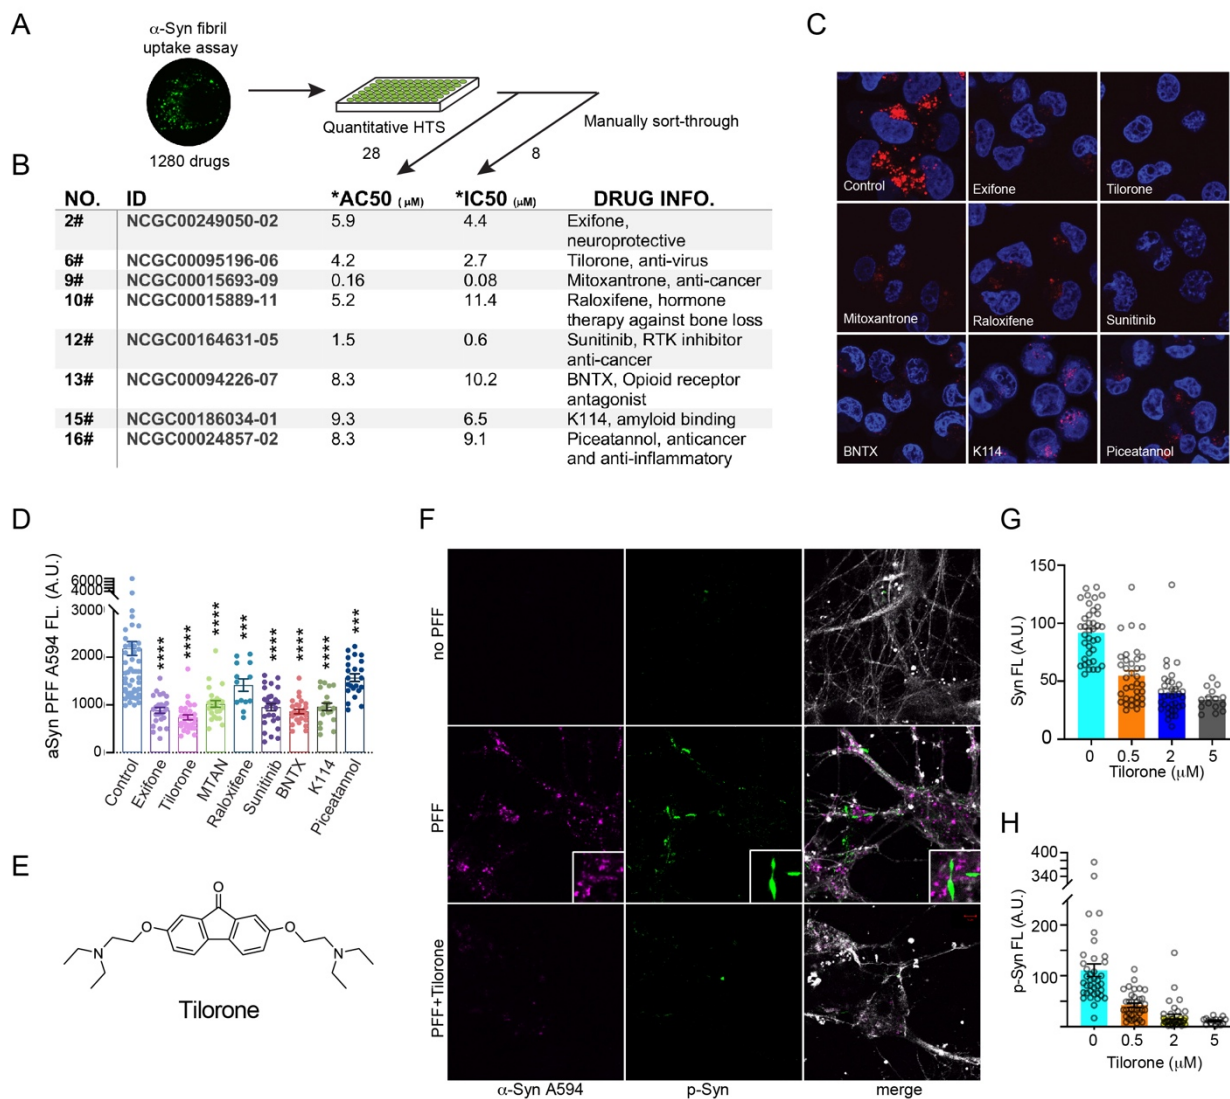 A
α-Syn fibril
uptake assay
1280 drugs
Quantitative HTS
Manually sort-through
28
8
B
NO. ID *AC50 (μM) *IC50 (μM) DRUG INFO.
2# NCGC00249050-02 5.9 4.4 Exifone,
neuroprotective
6# NCGC00095196-06 4.2 2.7 Tilorone, anti-virus
9# NCGC00015693-09 0.16 0.08 Mitoxantrone, anti-cancer
10# NCGC00015889-11 5.2 11.4 Raloxifene, hormone
therapy against bone loss
12# NCGC00164631-05 1.5 0.6 Sunitinib, RTK inhibitor
anti-cancer
13# NCGC00094226-07 8.3 10.2 BNTX, Opioid receptor
antagonist
15# NCGC00186034-01 9.3 6.5 K114, amyloid binding
16# NCGC00024857-02 8.3 9.1 Piceatannol, anticancer
and anti-inflammatory
C
Control
Exifone
Tilorone
Mitoxantrone
Raloxifene
Sunitinib
BNTX
K114
Piceatannol
D
aSyn PFF A594 FL. (A.U.)
6000
4000
3000
2000
1000
0
****
****
****
***
****
****
****
***
Control
Exifone
Tilorone
MTAN
Raloxifene
Sunitinib
BNTX
K114
Piceatannol
E
O
O
O
N
N
Tilorone
F
no PFF
PFF
PFF+Tilorone
α-Syn A594
p-Syn
merge
G
Syn FL (A.U.)
150
100
50
0
0 0.5 2 5
Tilorone (μM)
H
p-Syn FL (A.U.)
400
340
200
100
0 0.5 2 5
Tilorone (μM)